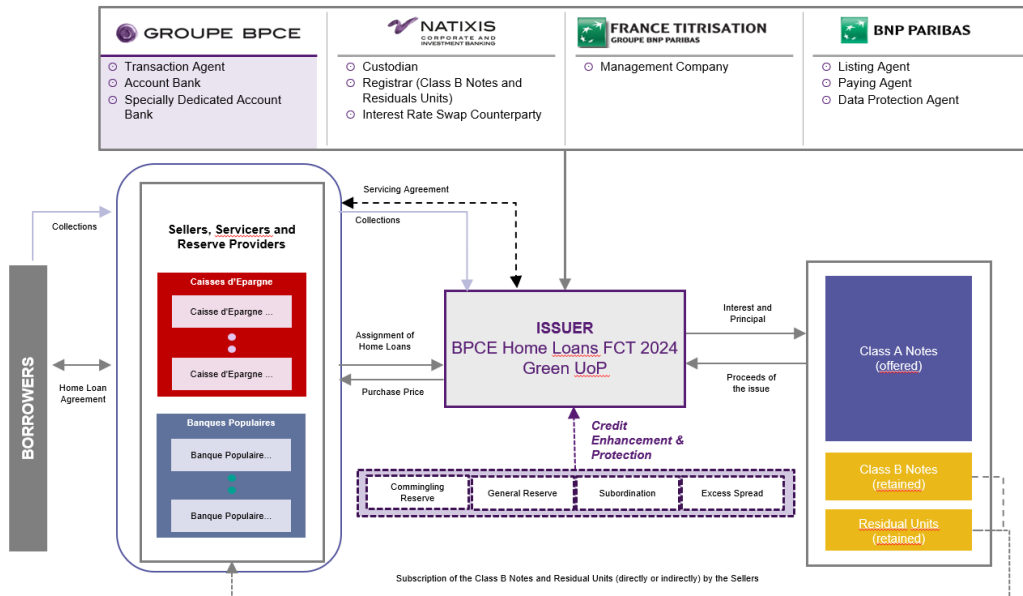 GROUPE BPCE
Transaction Agent
Account Bank
Specially Dedicated Account
Bank
NATIXIS
CORPORATE AND
INVESTMENT BANKING
Custodian
Registrar (Class B Notes and
Residuals Units)
Interest Rate Swap Counterparty
FRANCE TITRISATION
GROUPE BNP PARIBAS
Management Company
BNP PARIBAS
Listing Agent
Paying Agent
Data Protection Agent
BORROWERS
Collections
Home Loan
Agreement
Sellers, Servicers and
Reserve Providers
Caisses d'Epargne
Caisse d'Epargne ...
Caisse d'Epargne ...
Banques Populaires
Banque Populaire...
Banque Populaire...
Servicing Agreement
Collections
Assignment of
Home Loans
Purchase Price
ISSUER
BPCE Home Loans FCT 2024
Green UoP
Credit
Enhancement &
Protection
Commingling
Reserve
General Reserve
Subordination
Excess Spread
Interest and
Principal
Proceeds of
the issue
Class A Notes
(offered)
Class B Notes
(retained)
Residual Units
(retained)
Subscription of the Class B Notes and Residual Units (directly or indirectly) by the Sellers